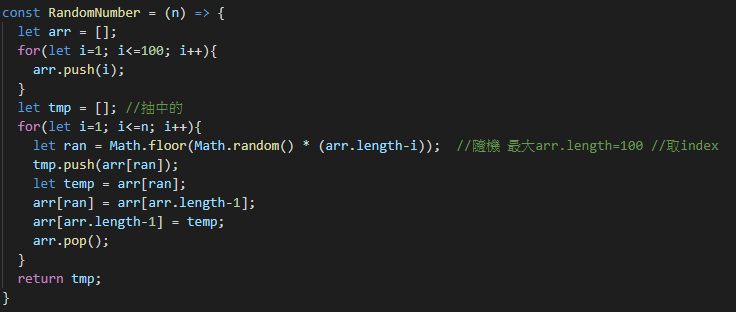 const RandomNumber = (n) => {
  let arr = [];
  for(let i=1; i<=100; i++){
    arr.push(i);
  }
  let tmp = []; //抽中的
  for(let i=1; i<=n; i++){
    let ran = Math.floor(Math.random() * (arr.length-i));  //隨機 最大arr.length=100 //取index
    tmp.push(arr[ran]);
    let temp = arr[ran];
    arr[ran] = arr[arr.length-1];
    arr[arr.length-1] = temp;
    arr.pop();
  }
  return tmp;
}